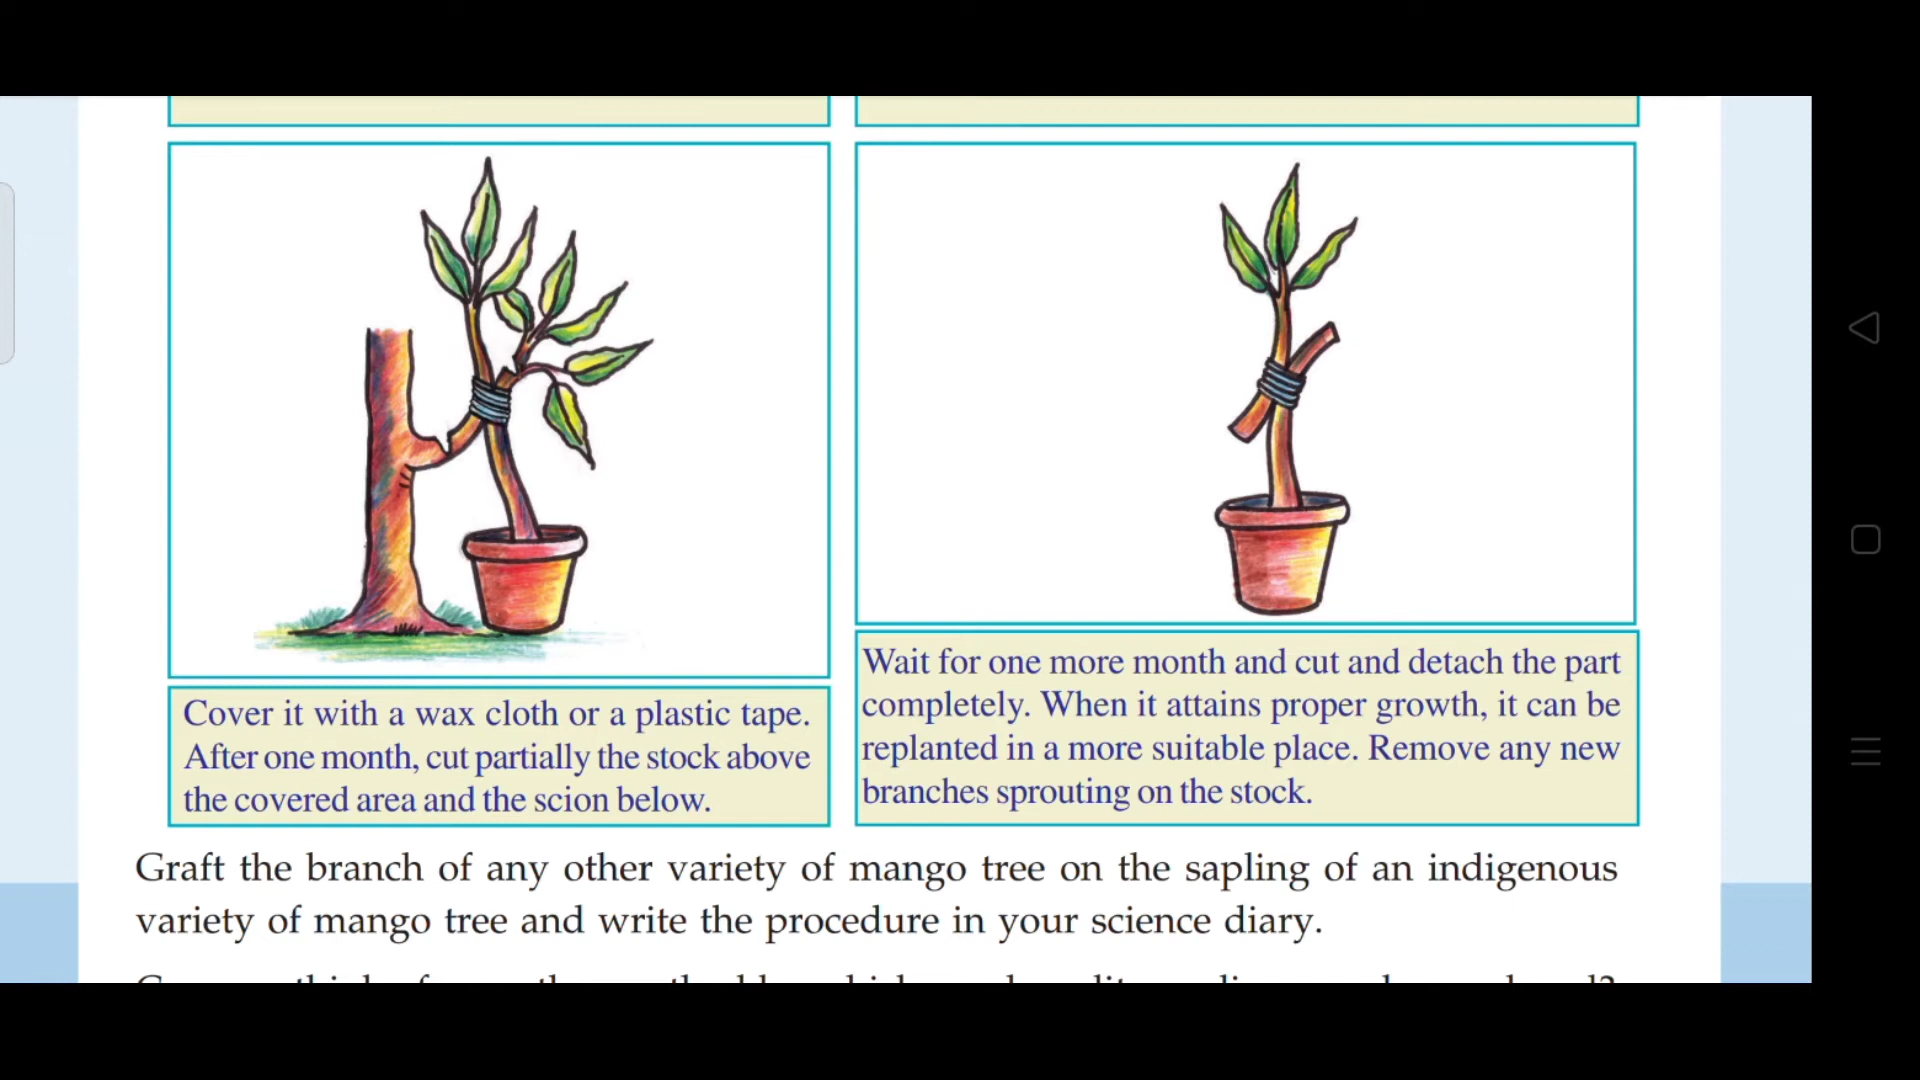 Cover it with a wax cloth or a plastic tape.
After one month, cut partially the stock above
the covered area and the scion below.
Wait for one more month and cut and detach the part
completely. When it attains proper growth, it can be
replanted in a more suitable place. Remove any new
branches sprouting on the stock.
Graft the branch of any other variety of mango tree on the sapling of an indigenous
variety of mango tree and write the procedure in your science diary.